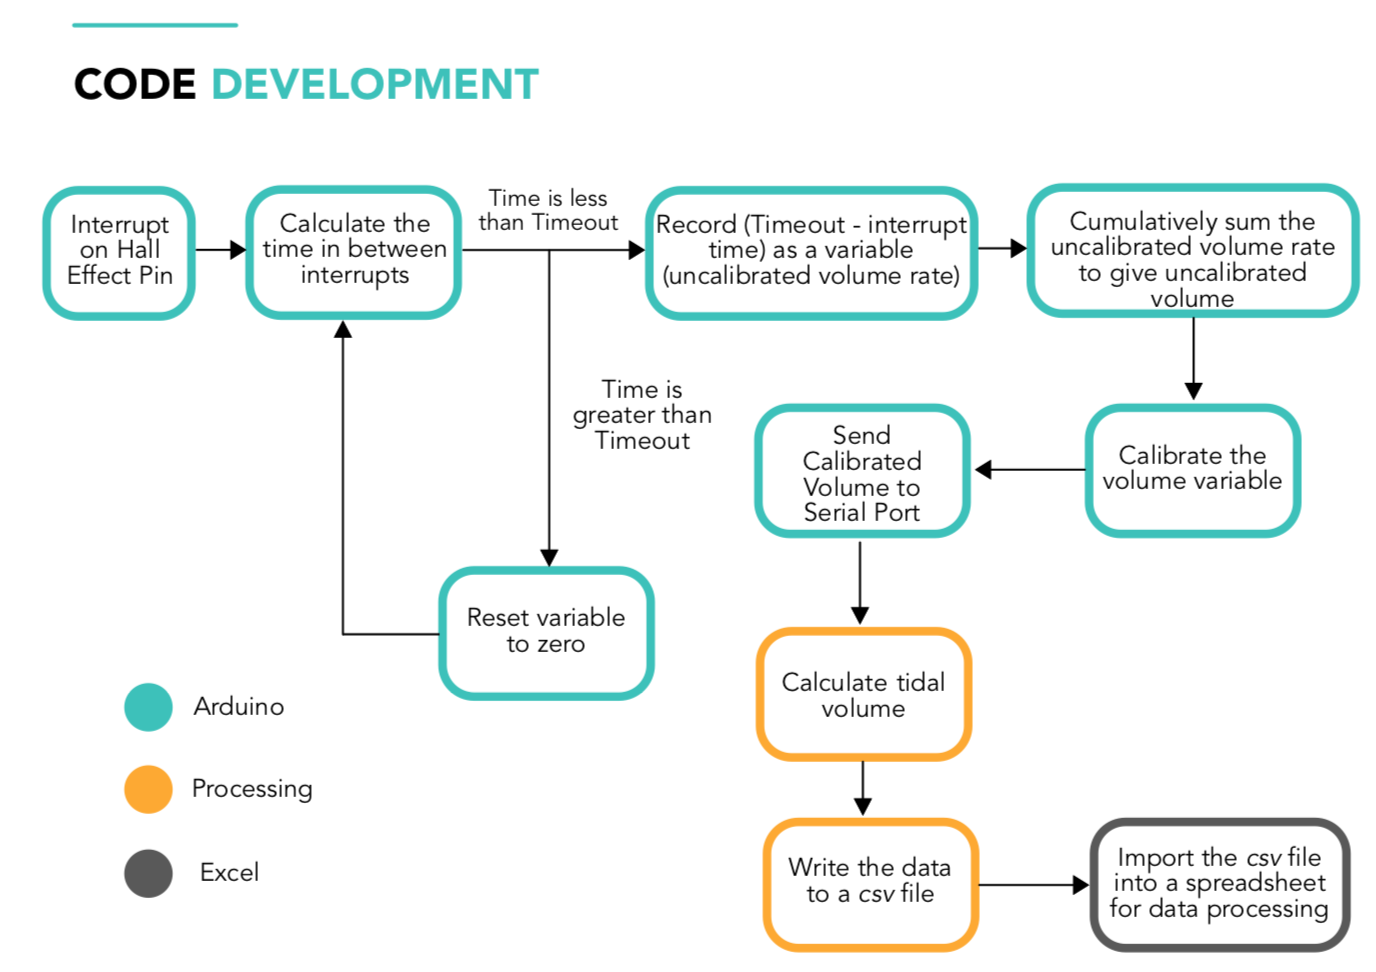 CODE DEVELOPMENT
Interrupt
on Hall
Effect Pin
Calculate the
time in between
interrupts
Time is less
than Timeout
Record (Timeout - interrupt
time) as a variable
(uncalibrated volume rate)
Cumulatively sum the
uncalibrated volume rate
to give uncalibrated
volume
Time is
greater than
Timeout
Send
Calibrated
Volume to
Serial Port
Calibrate the
volume variable
Reset variable
to zero
Calculate tidal
volume
Arduino
Processing
Excel
Write the data
to a csv file
Import the csv file
into a spreadsheet
for data processing